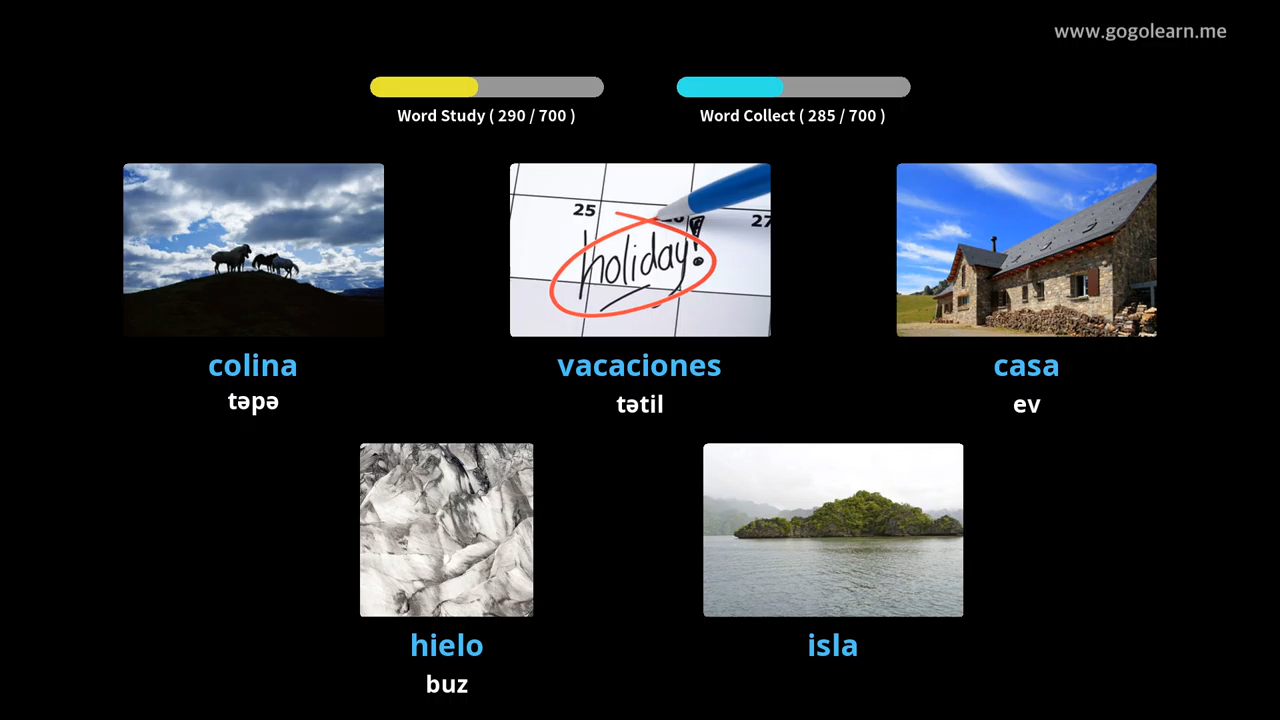 www.gogolearn.me
Word Study ( 290 / 700 )
Word Collect ( 285 / 700 )
25
27
holiday!
colina
vacaciones
casa
təpə
tətil
ev
hielo
isla
buz